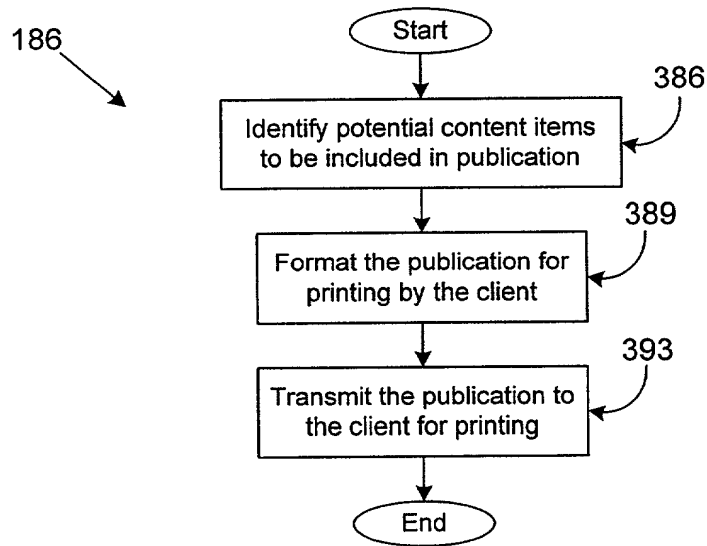 186
Start
386
Identify potential content items
to be included in publication
389
Format the publication for
printing by the client
393
Transmit the publication to
the client for printing
End